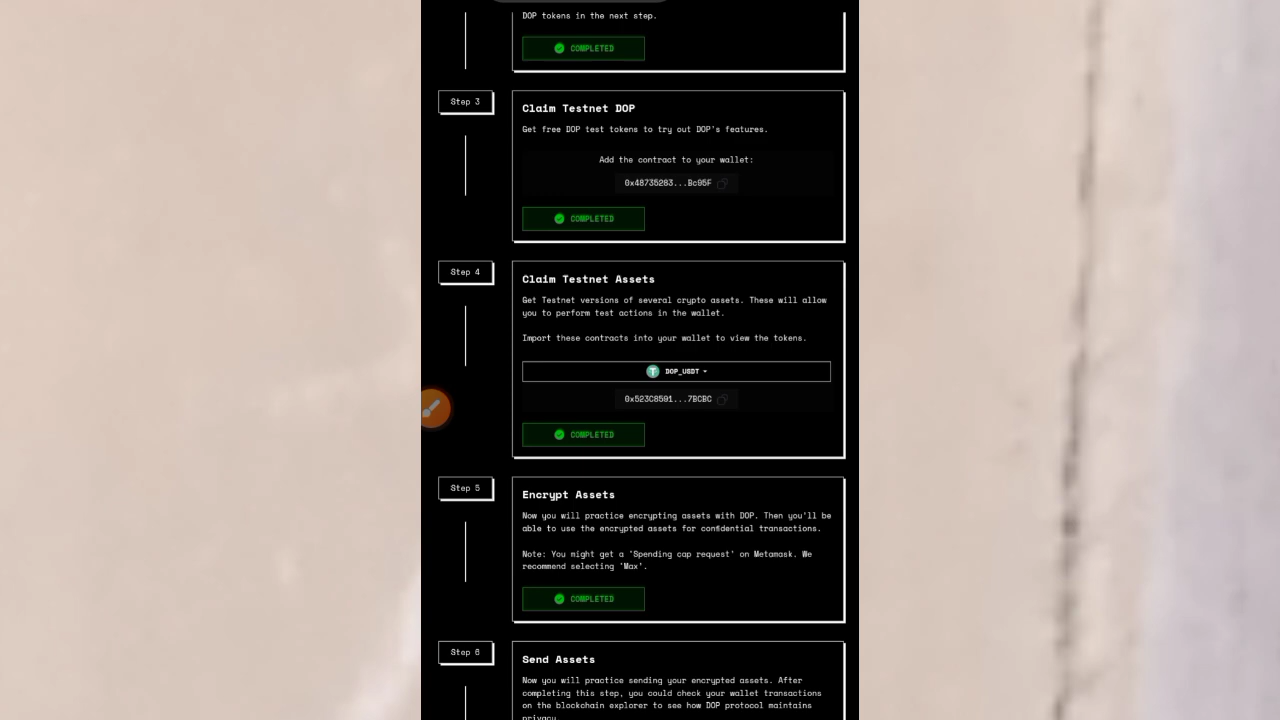 DOP tokens in the next step.
COMPLETED
Step 3
Claim Testnet DOP
Get free DOP test tokens to try out DOP's features.
Add the contract to your wallet:
0x48735283...Bc95F
COMPLETED
Step 4
Claim Testnet Assets
Get Testnet versions of several crypto assets. These will allow
you to perform test actions in the wallet.
Import these contracts into your wallet to view the tokens.
DOP_USDT
0x523C8591...7BCBC
COMPLETED
Step 5
Encrypt Assets
Now you will practice encrypting assets with DOP. Then you'll be
able to use the encrypted assets for confidential transactions.
Note: You might get a 'Spending cap request' on Metamask. We
recommend selecting 'Max'.
COMPLETED
Step 6
Send Assets
Now you will practice sending your encrypted assets. After
completing this step, you could check your wallet transactions
on the blockchain explorer to see how DOP protocol maintains
privacy.